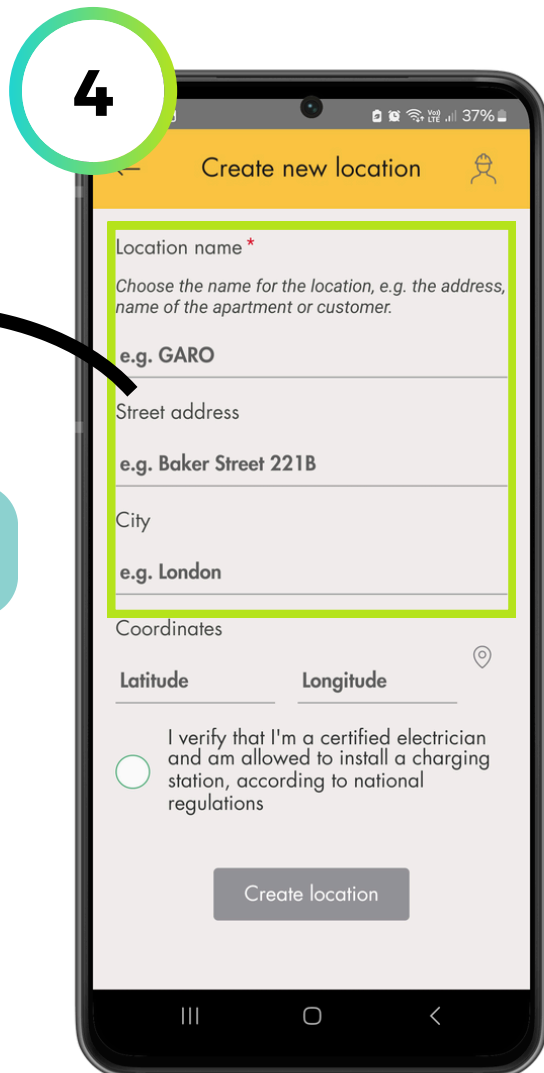 4
37%
Create new location
Location name *
Choose the name for the location, e.g. the address,
name of the apartment or customer.
e.g. GARO
Street address
e.g. Baker Street 221B
City
e.g. London
Coordinates
Latitude Longitude
I verify that I'm a certified electrician
and am allowed to install a charging
station, according to national
regulations
Create location